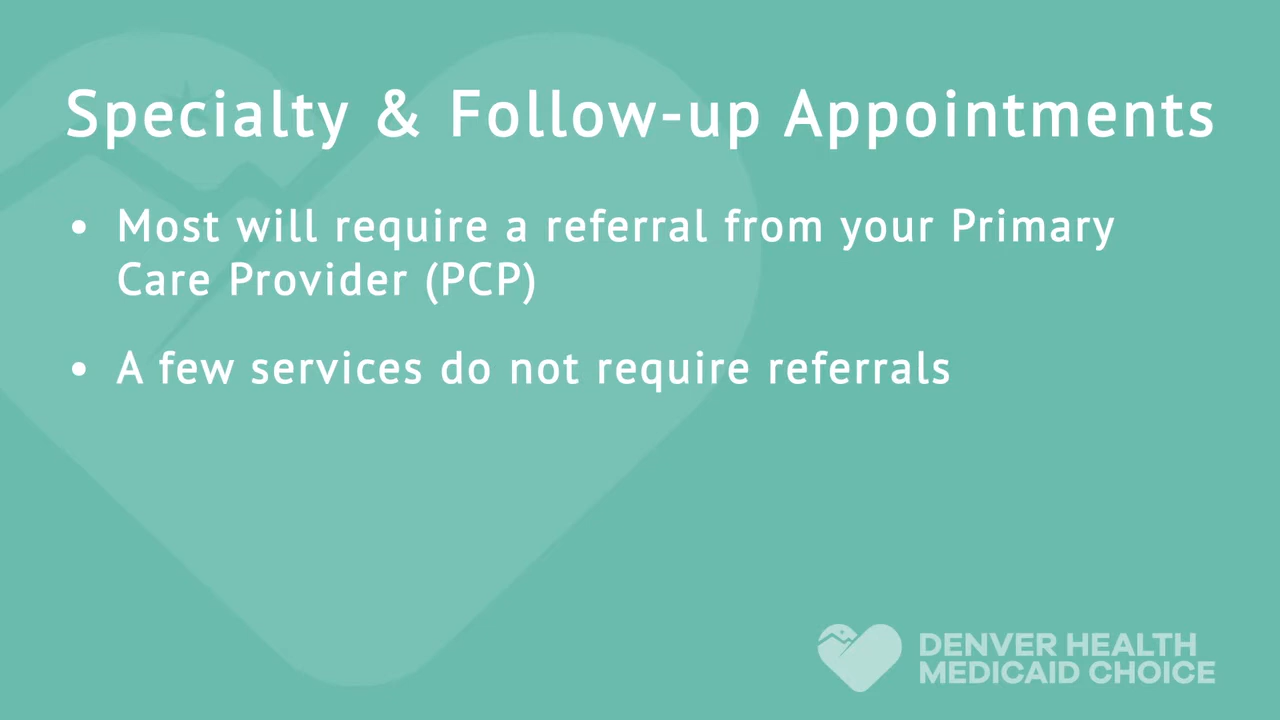 Specialty & Follow-up Appointments
• Most will require a referral from your Primary
Care Provider (PCP)
• A few services do not require referrals
DENVER HEALTH
MEDICAID CHOICE